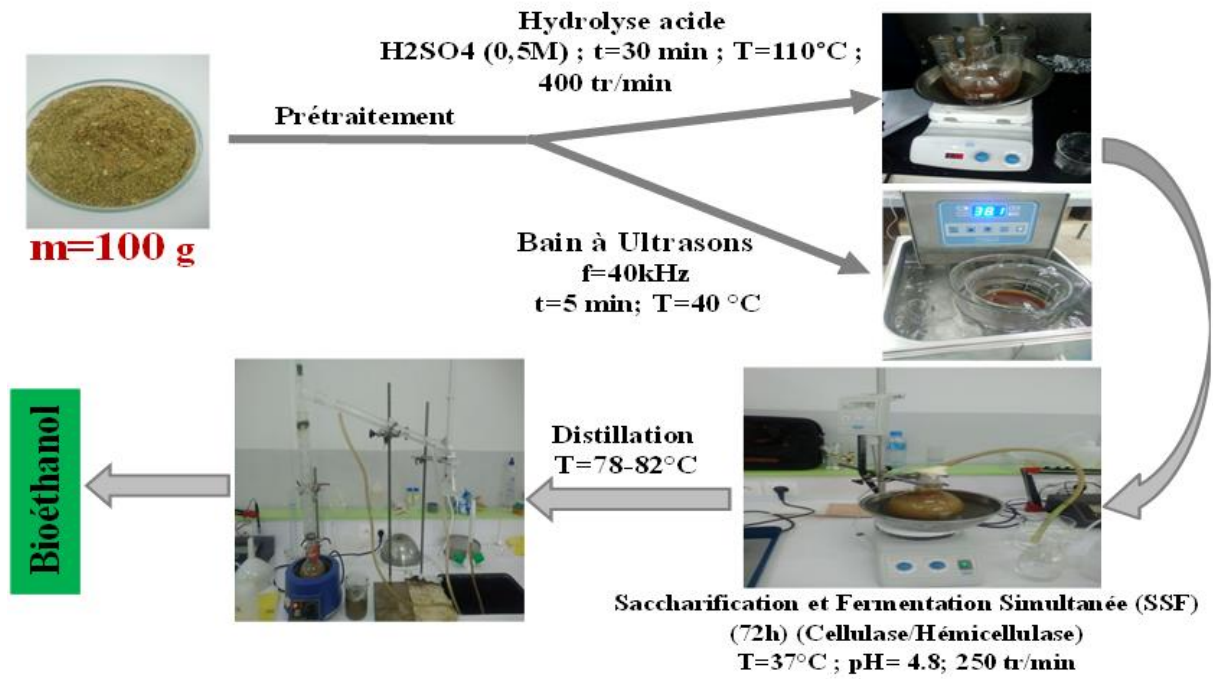 Hydrolyse acide
H2SO4 (0,5M) ; t=30 min ; T=110°C ;
400 tr/min
Prétraitement
m=100 g
Bain à Ultrasons
f=40kHz
t=5 min; T=40 °C
381
Distillation
T=78-82°C
Bioéthanol
Saccharification et Fermentation Simultanée (SSF)
(72h) (Cellulase/Hémicellulase)
T=37°C ; pH= 4.8; 250 tr/min